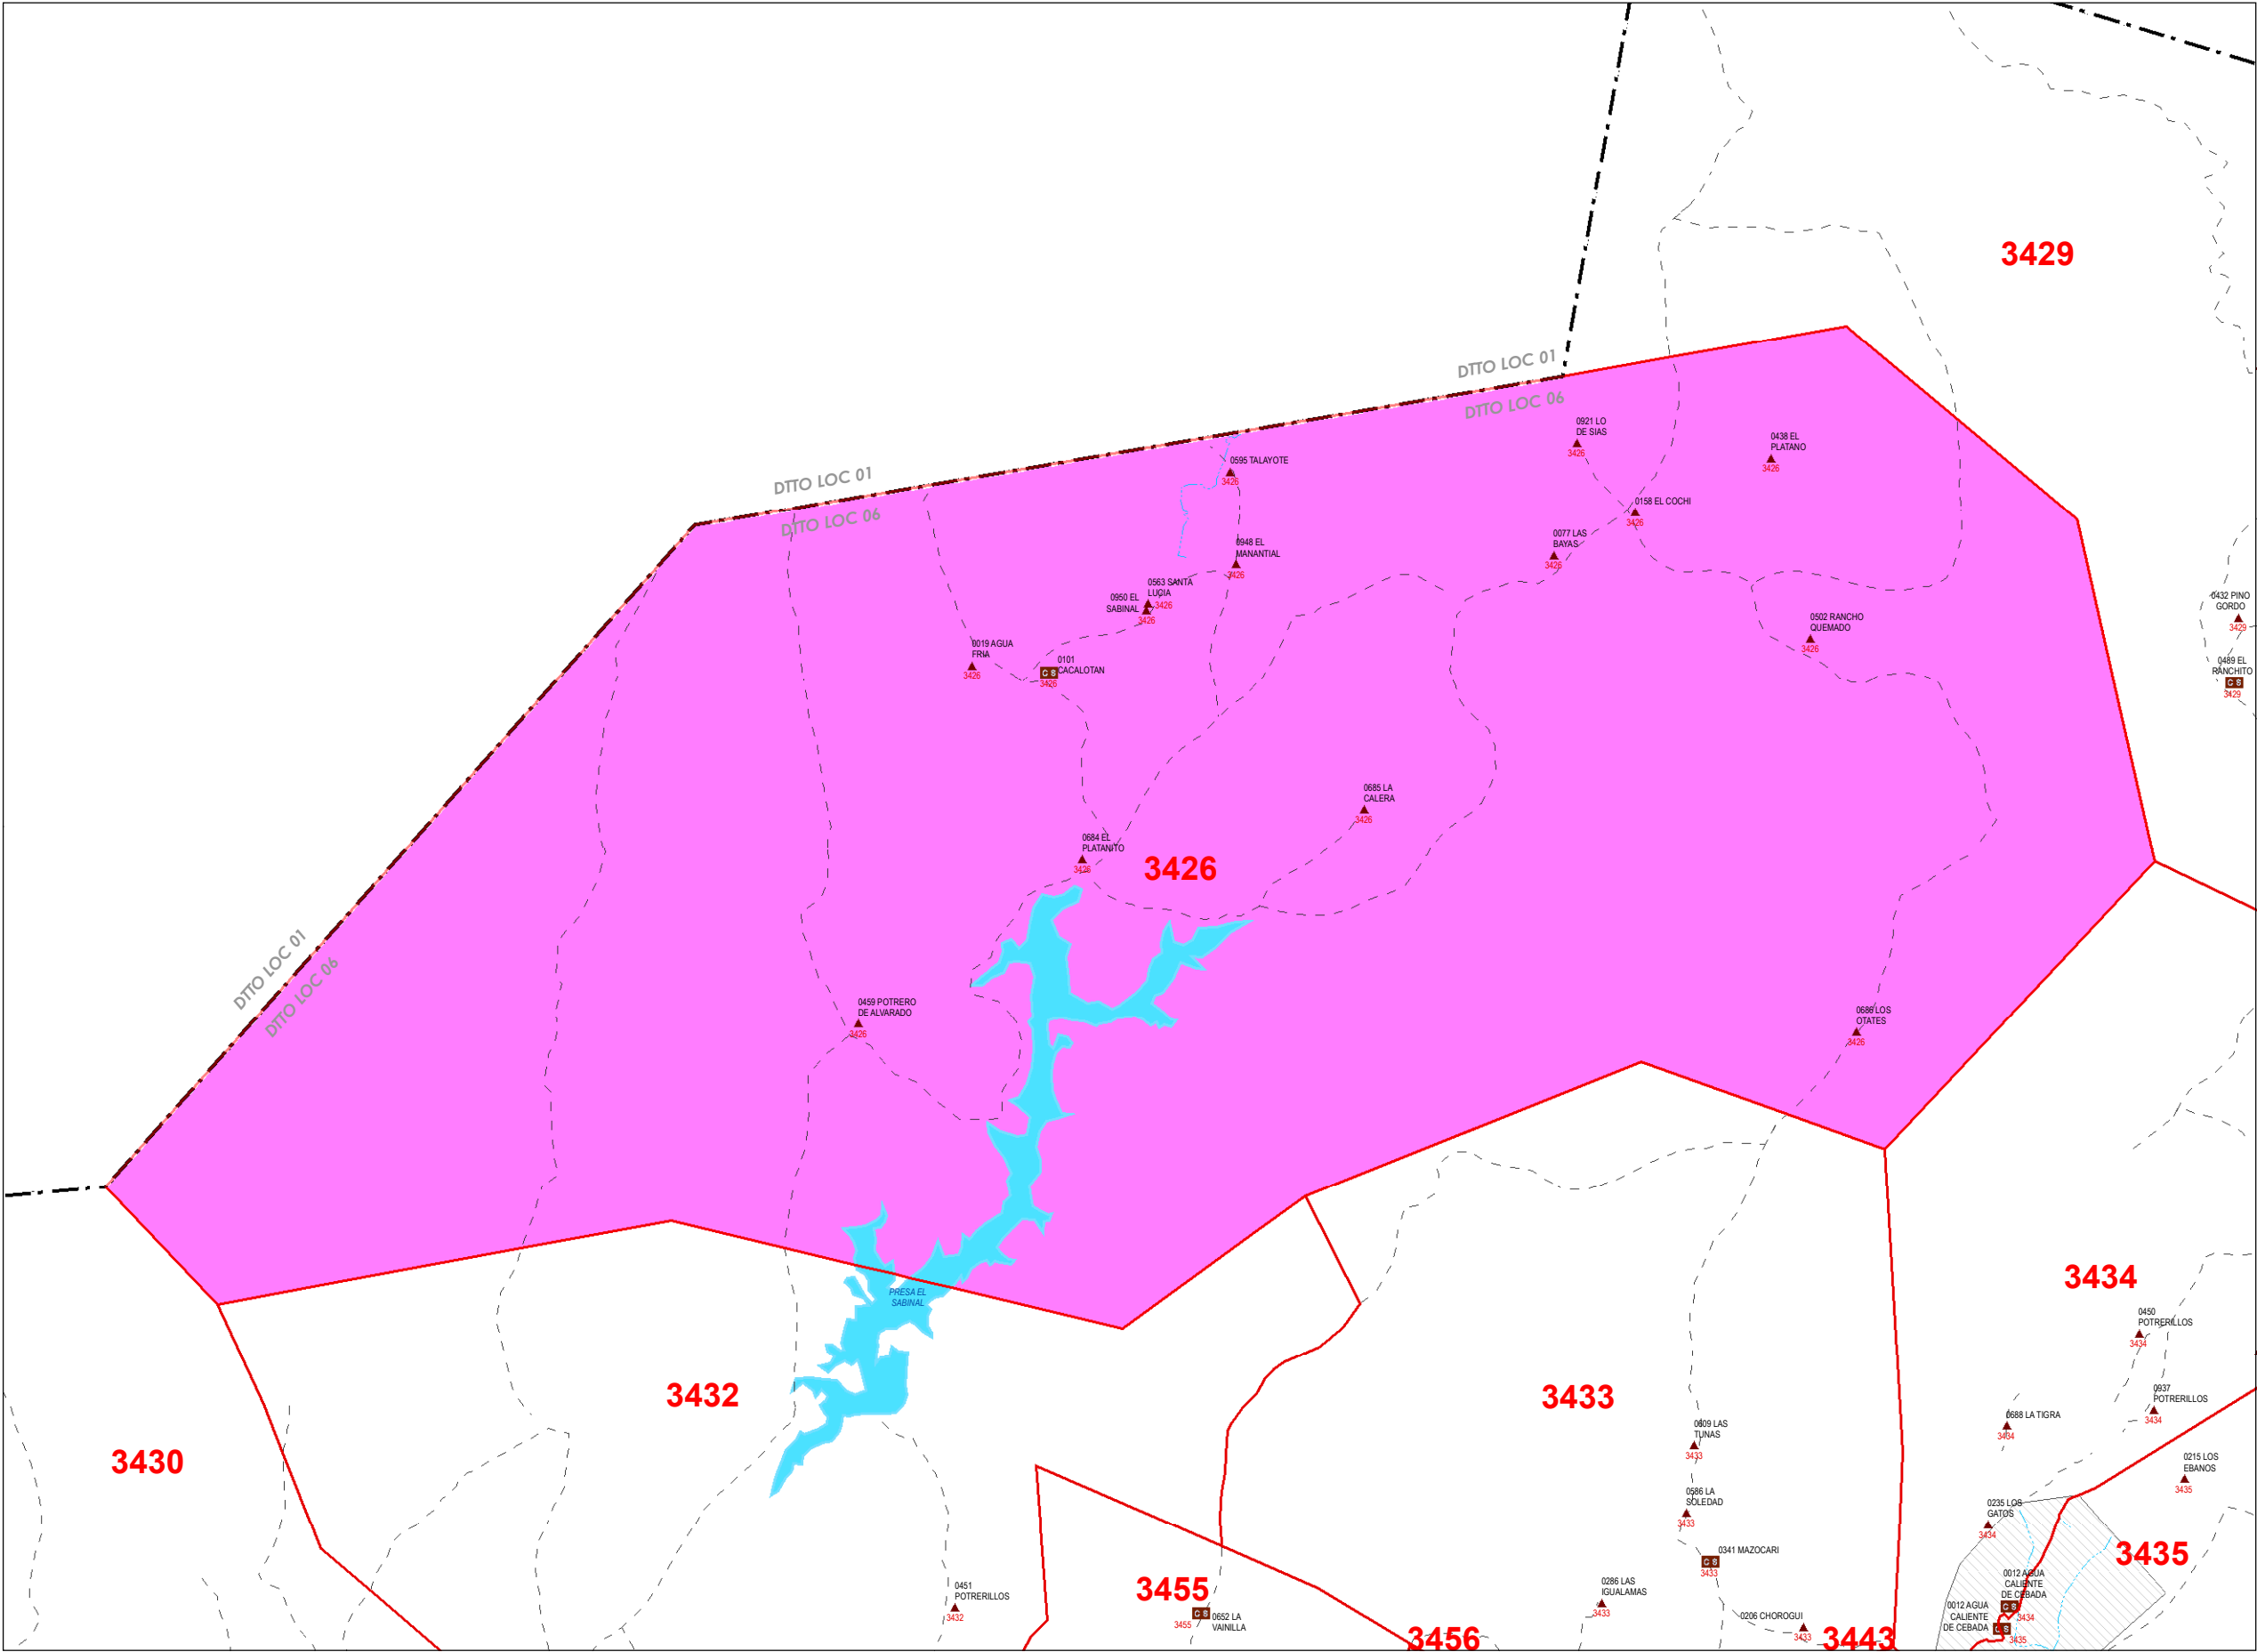 3429
DTTO LOC 01
DTTO LOC 06
0921 LO
DE SIAS
3426
0438 EL
PLATANO
3426
DTTO LOC 01
DTTO LOC 06
0595 TALAYOTE
3426
0158 EL COCHI
3426
0077 LAS
BAYAS
3426
0948 EL
MANANTIAL
3426
0563 SANTA
LUCIA
3426
0950 EL
SABINAL
3426
0432 PINO
GORDO
3429
0502 RANCHO
QUEMADO
3426
0019 AGUA
FRIA
3426
0101
CACALOTAN
C S
3426
0489 EL
RANCHITO
C S
3429
0685 LA
CALERA
3426
0684 EL
PLATANITO
3426
3426
DTTO LOC 01
DTTO LOC 06
0459 POTRERO
DE ALVARADO
3426
0686 LOS
OTATES
3426
PRESA EL
SABINAL
3434
0450
POTRERILLOS
3434
3432
3433
0937
POTRERILLOS
3434
0688 LA TIGRA
3434
0609 LAS
TUNAS
3433
3430
0215 LOS
EBANOS
3435
0586 LA
SOLEDAD
3433
0235 LOS
GATOS
3434
3435
0341 MAZOCARI
C S
3433
3455
0451
POTRERILLOS
3432
C S
3455
0652 LA
VAINILLA
0286 LAS
IGUALAMAS
3433
0012 AGUA
CALIENTE
DE CEBADA
C S
3434
0012 AGUA
CALIENTE
DE CEBADA
C S
3435
0206 CHOROGUI
3433
3456
3443